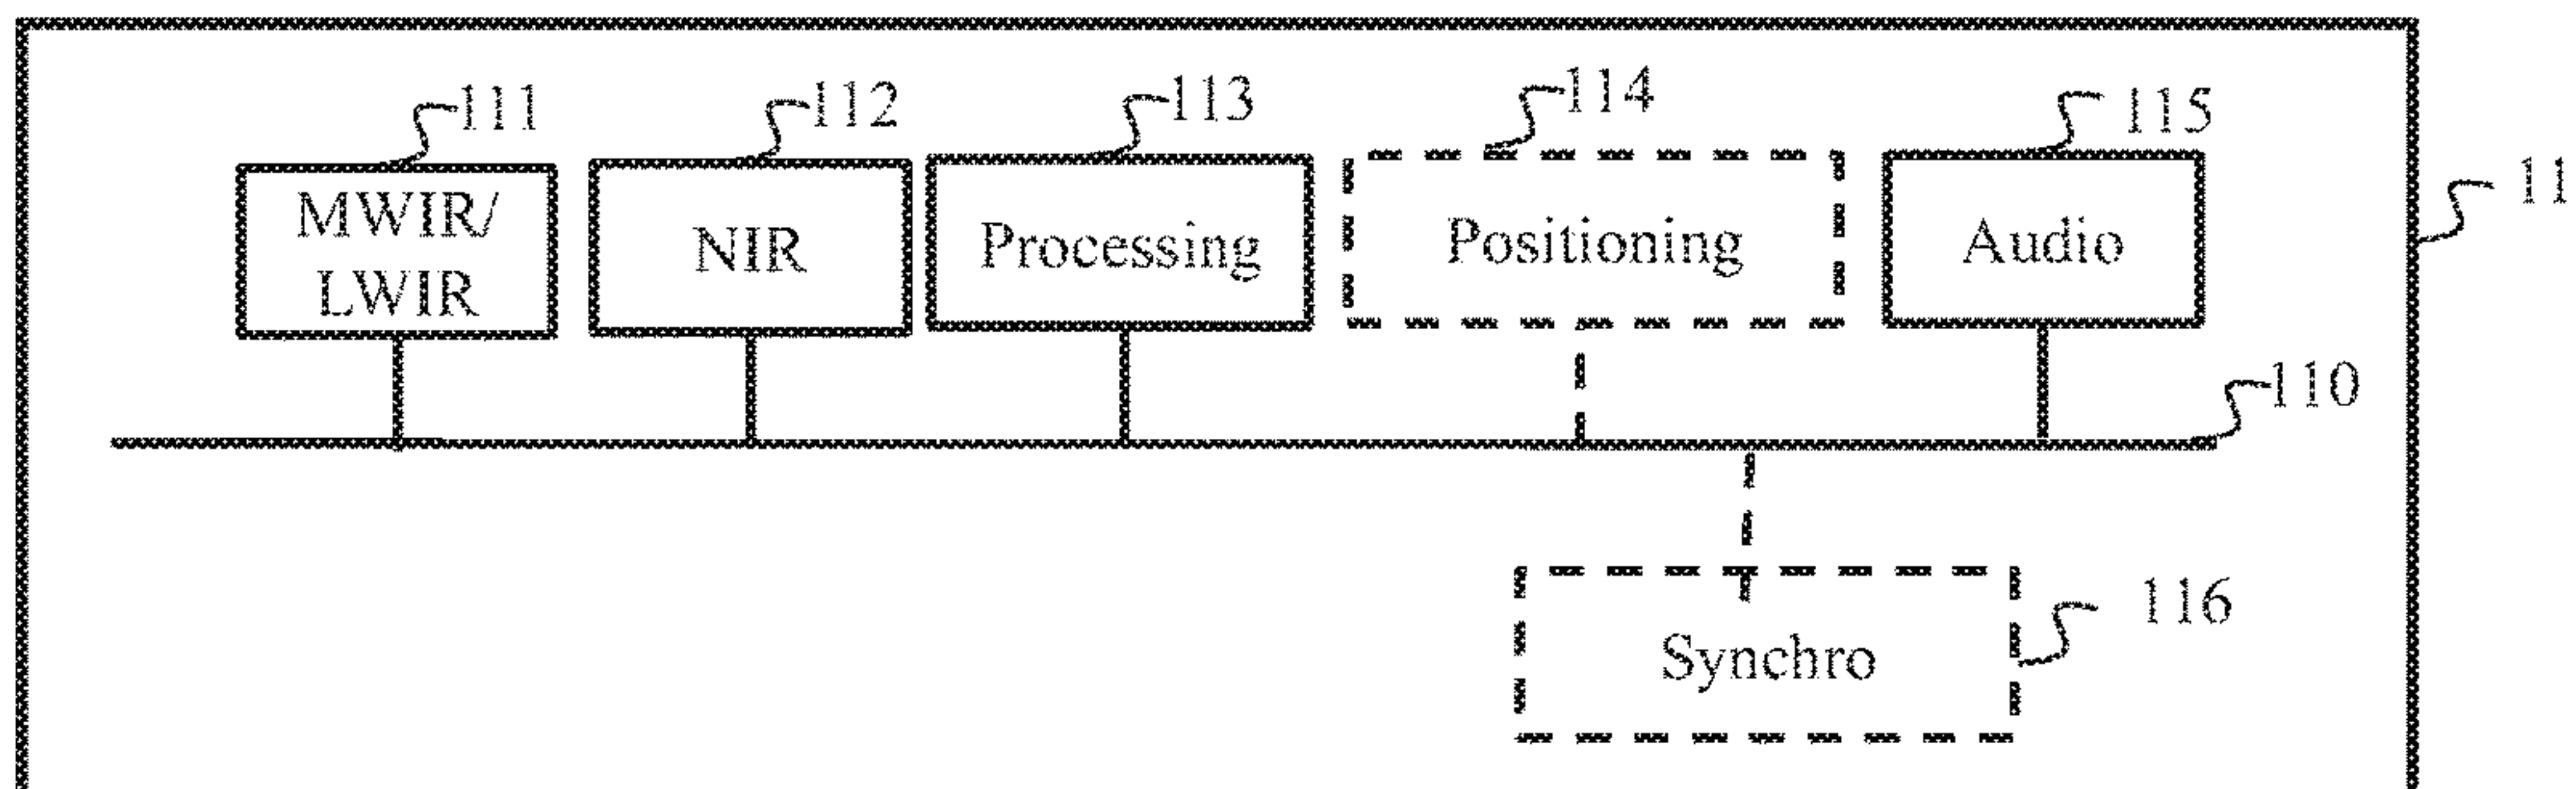 111
112
113
114
115
11
MWIR/
LWIR
NIR
Processing
Positioning
Audio
110
Synchro
116